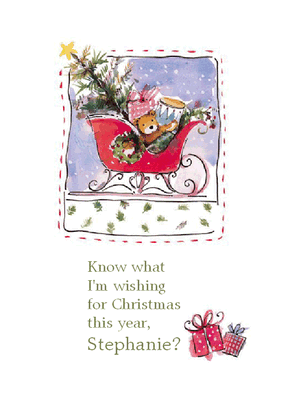 Know what
I'm wishing
for Christmas
this year,
Stephanie?